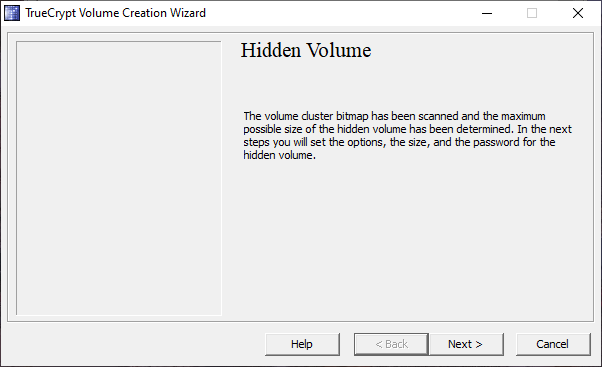 TrueCrypt Volume Creation Wizard
Hidden Volume
The volume cluster bitmap has been scanned and the maximum
possible size of the hidden volume has been determined. In the next
steps you will set the options, the size, and the password for the
hidden volume.
Help
< Back
Next >
Cancel